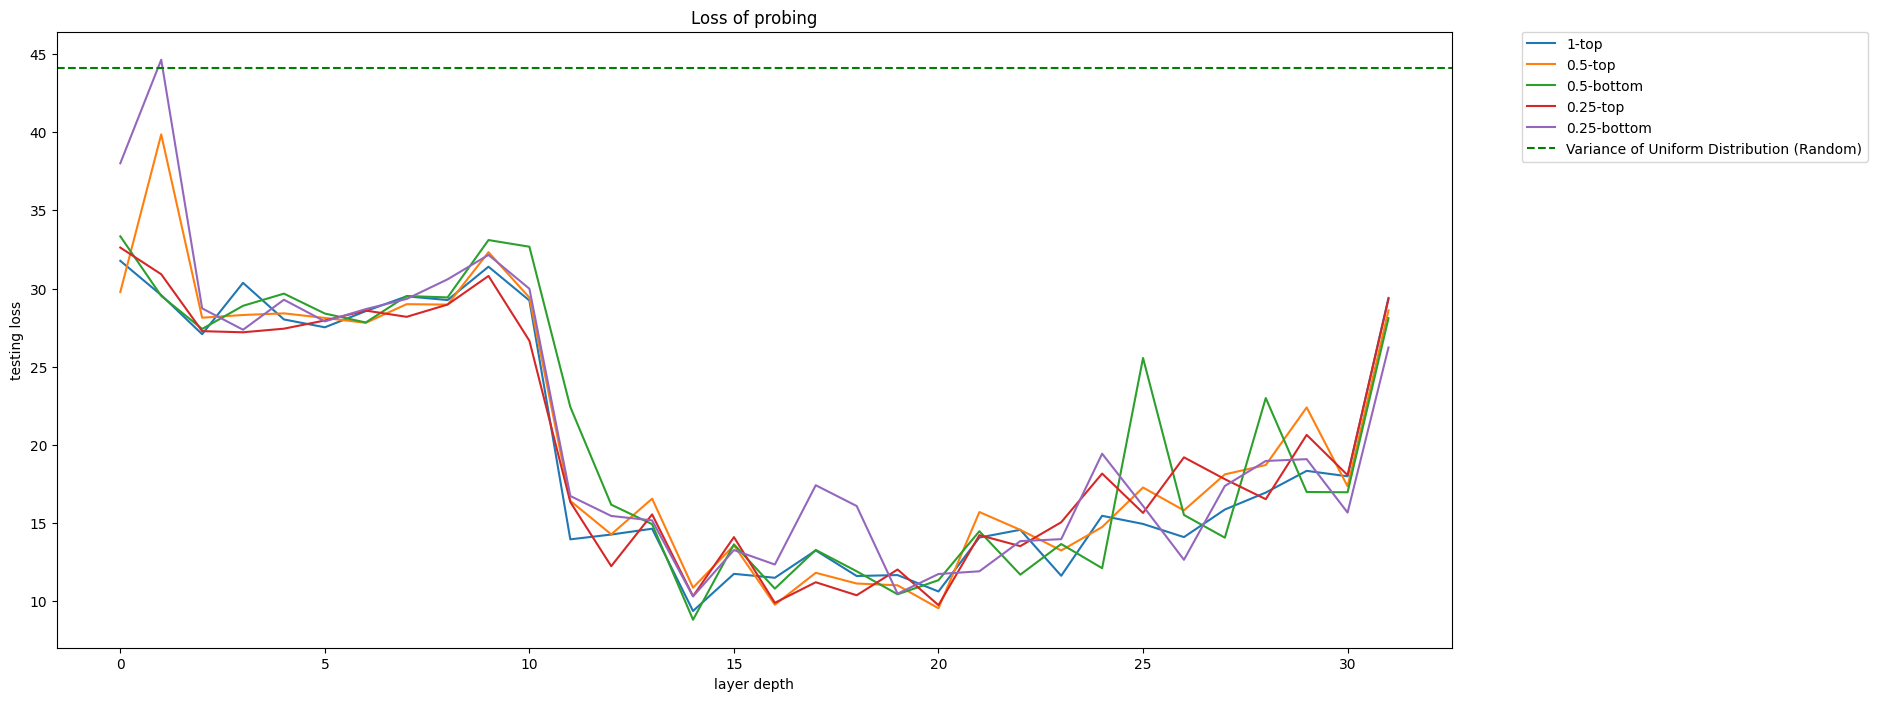 Loss of probing
45
40
35
30
25
20
15
10
testing loss
0
5
10
15
20
25
30
layer depth
1-top
0.5-top
0.5-bottom
0.25-top
0.25-bottom
Variance of Uniform Distribution (Random)